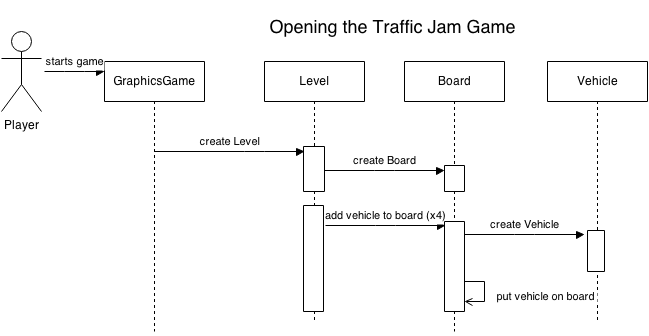 Opening the Traffic Jam Game
starts game
GraphicsGame
Level
Board
Vehicle
Player
create Level
create Board
add vehicle to board (x4)
create Vehicle
put vehicle on board